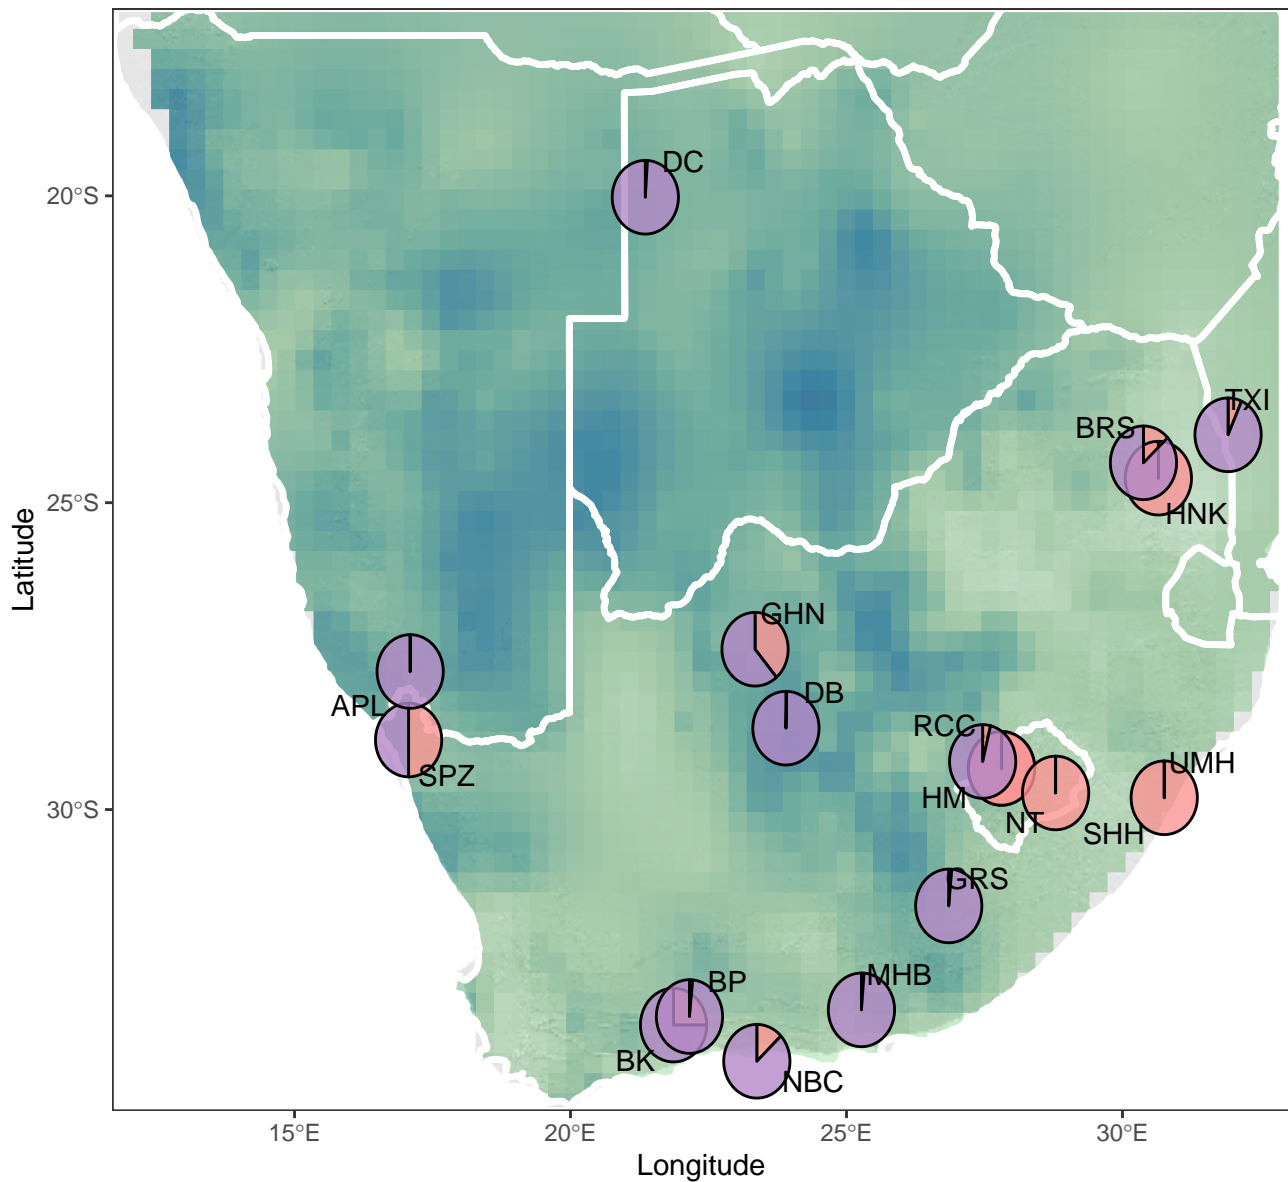 DC
20°S
TXI
BRS
25°S
HNK
Latitude
GHN
DB
APL
RCC
SPZ
UMH
HM
30°S
NT
SHH
GRS
MHB
BP
BK
NBC
15°E
20°E
25°E
30°E
Longitude